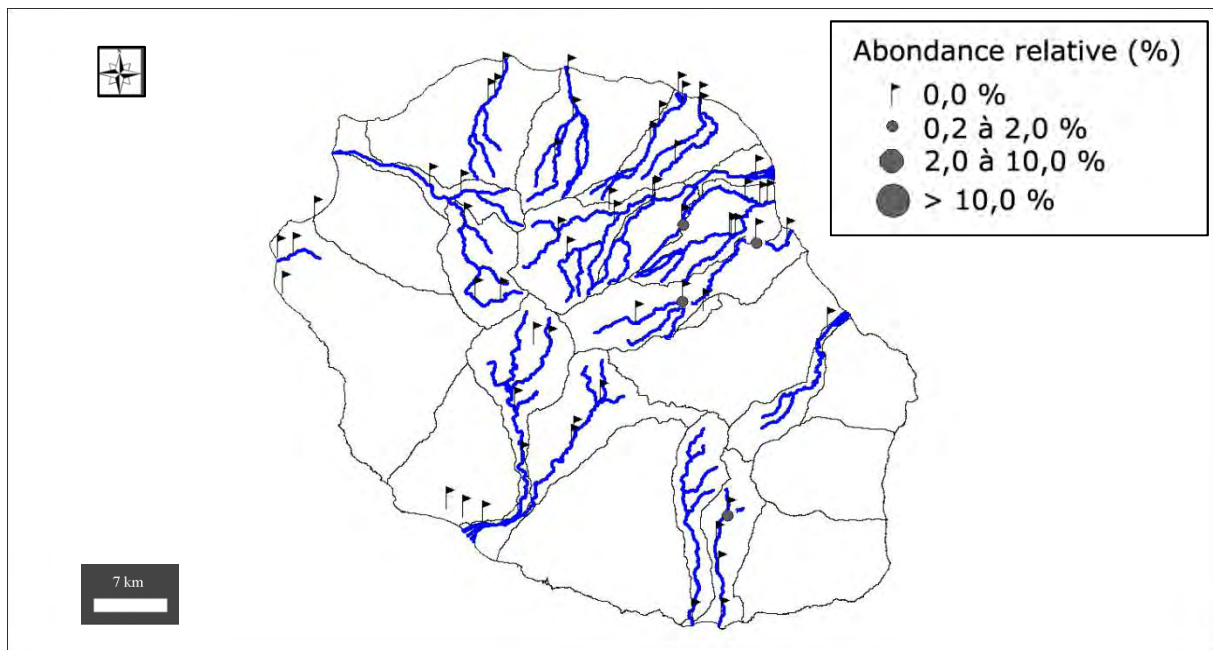 Abondance relative (%)
0,0 %
0,2 à 2,0 %
2,0 à 10,0 %
> 10,0 %
7 km